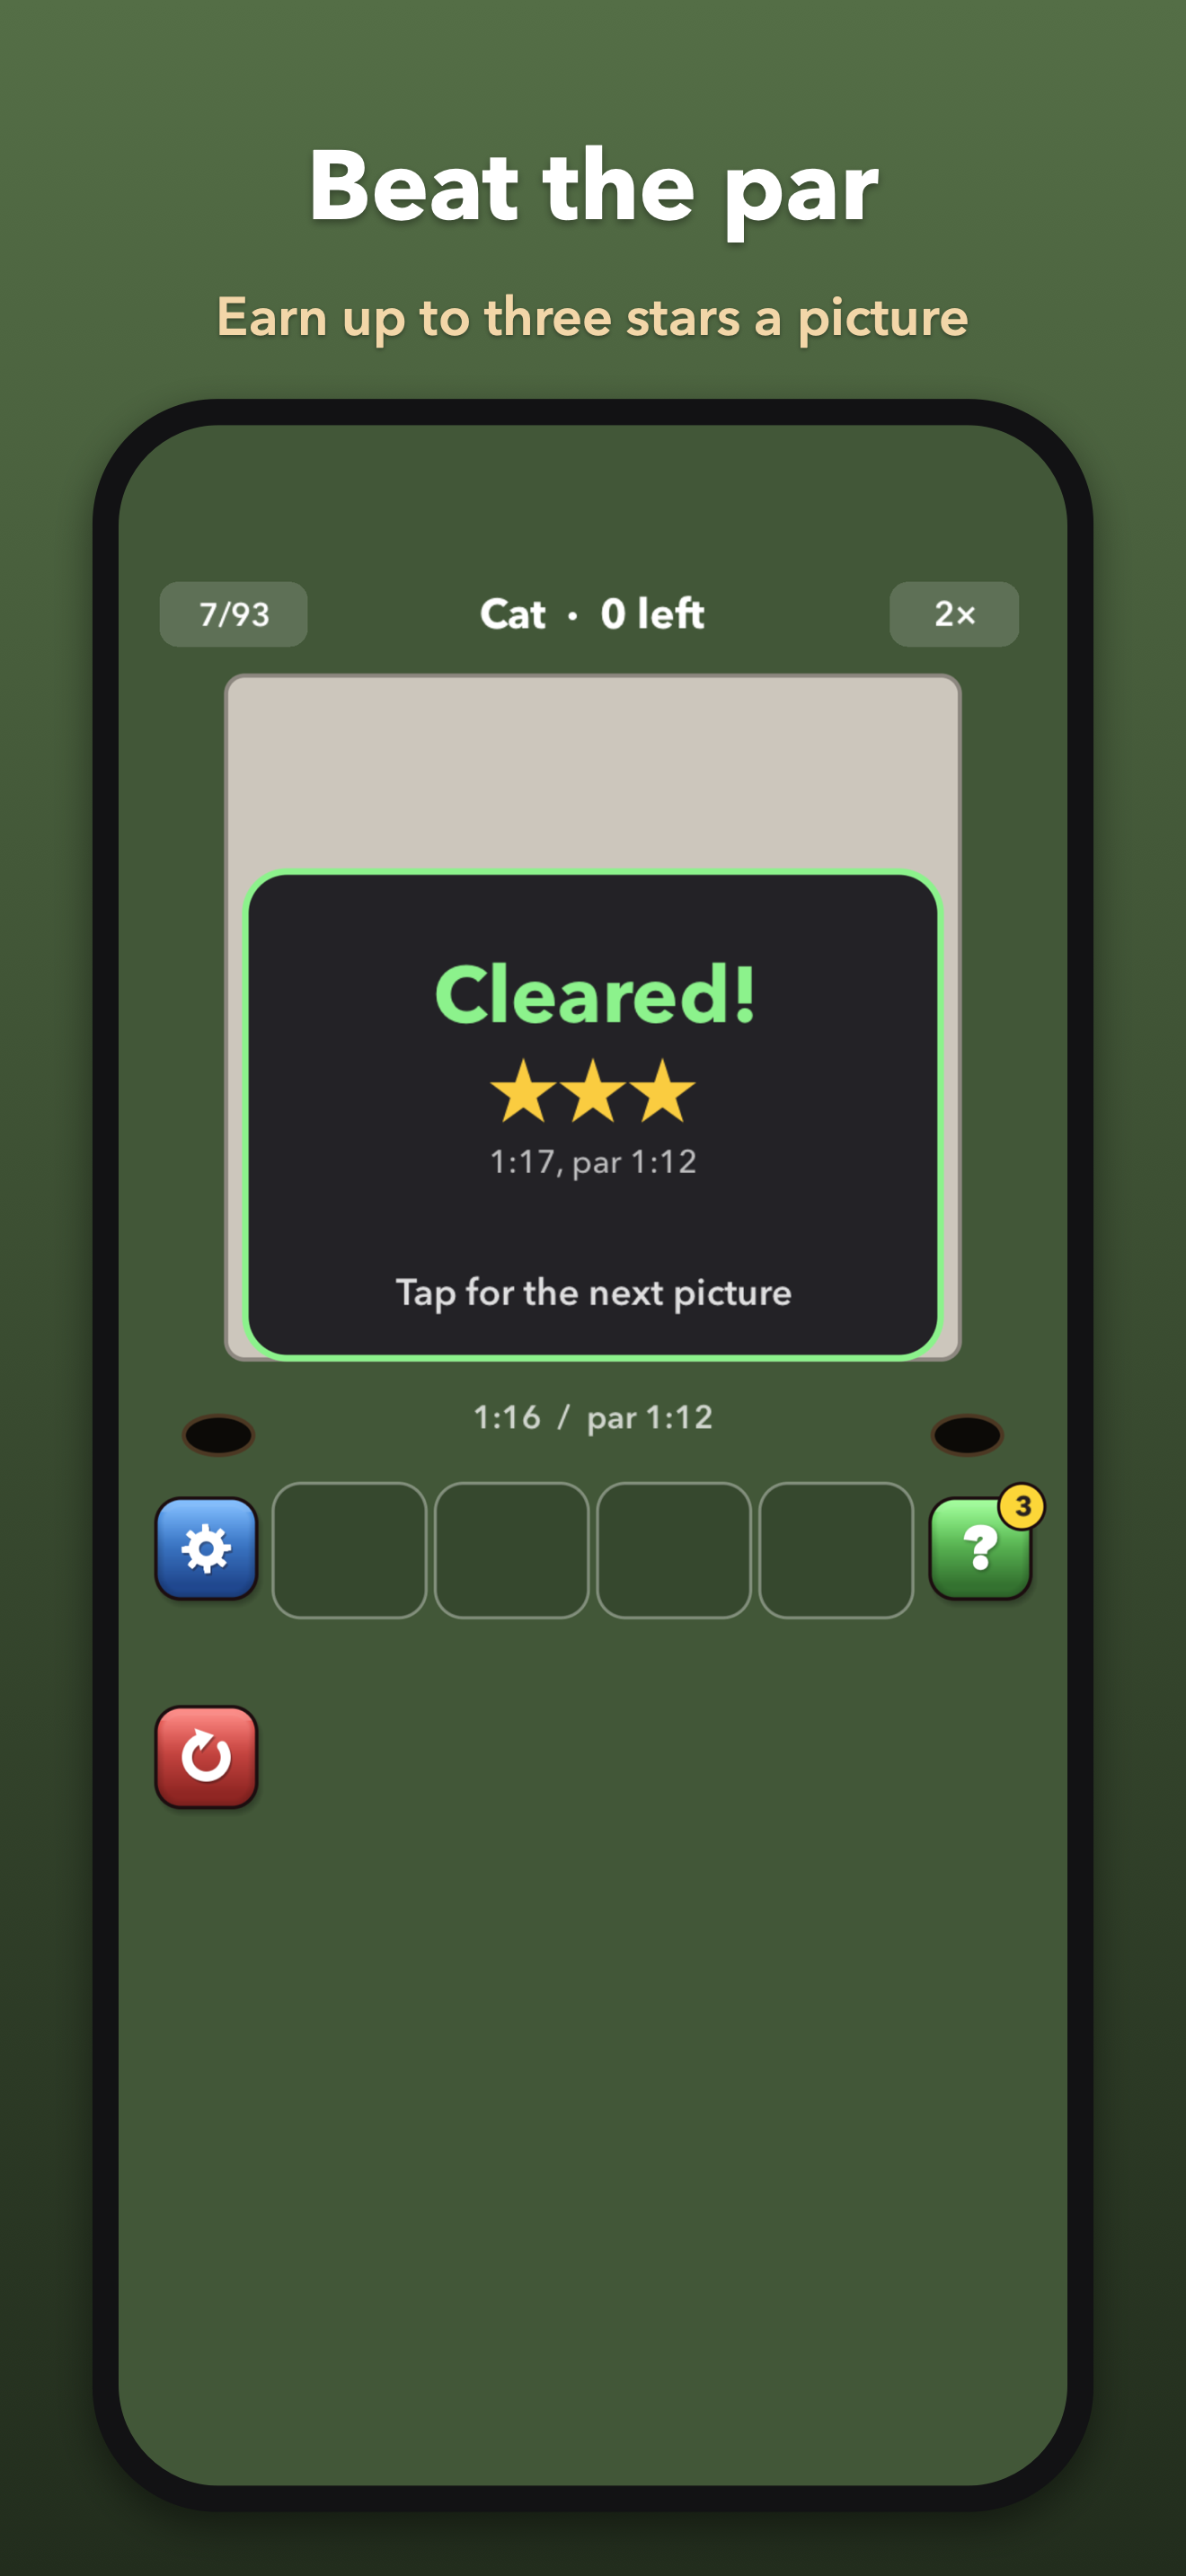 Beat the par
Earn up to three stars a picture
7/93
Cat · 0 left
2×
Cleared!
★★★
1:17, par 1:12
Tap for the next picture
1:16 / par 1:12
3
?